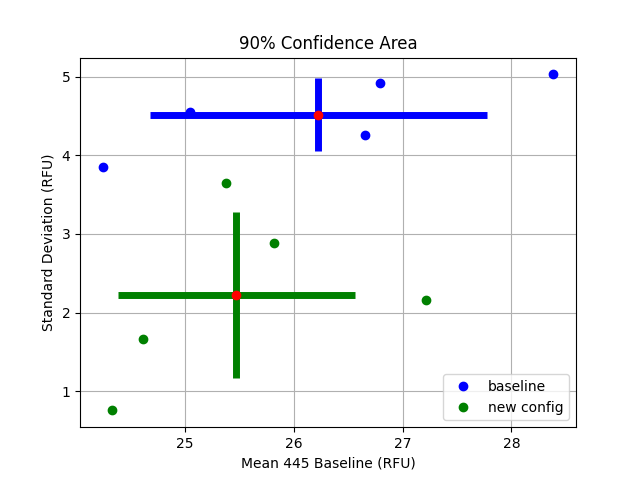 90% Confidence Area
Standard Deviation (RFU)
5
4
3
2
1
25 26 27 28
Mean 445 Baseline (RFU)
baseline
new config